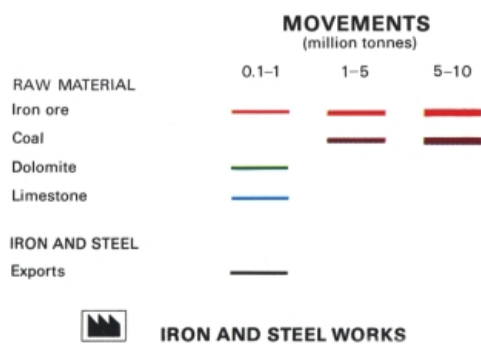 MOVEMENTS
(million tonnes)
0.1–1 1–5 5–10
RAW MATERIAL
Iron ore
Coal
Dolomite
Limestone
IRON AND STEEL
Exports
IRON AND STEEL WORKS